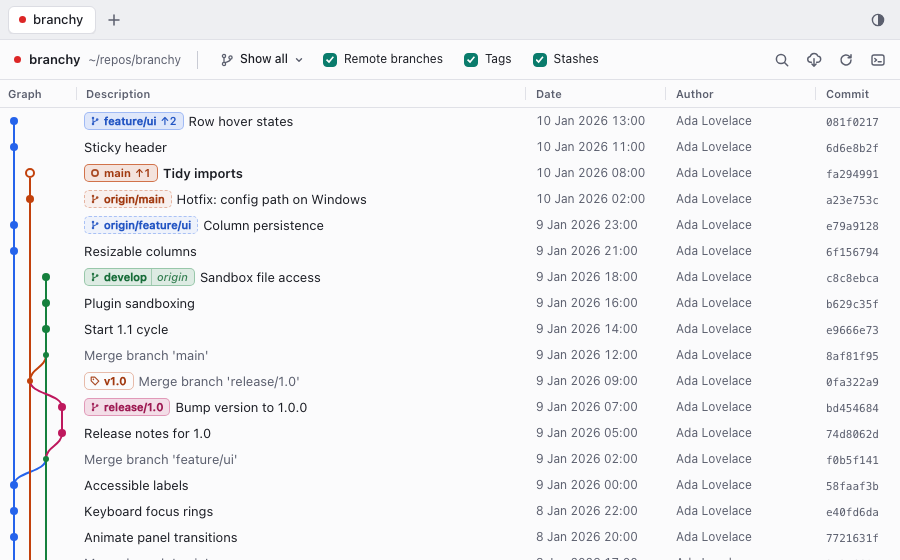 branchy
branchy ~/repos/branchy Show all Remote branches Tags Stashes
Graph Description Date Author Commit
feature/ui ↑2 Row hover states 10 Jan 2026 13:00 Ada Lovelace 081f0217
Sticky header 10 Jan 2026 11:00 Ada Lovelace 6d6e8b2f
main ↑1 Tidy imports 10 Jan 2026 08:00 Ada Lovelace fa294991
origin/main Hotfix: config path on Windows 10 Jan 2026 02:00 Ada Lovelace a23e753c
origin/feature/ui Column persistence 9 Jan 2026 23:00 Ada Lovelace e79a9128
Resizable columns 9 Jan 2026 21:00 Ada Lovelace 6f156794
develop origin Sandbox file access 9 Jan 2026 18:00 Ada Lovelace c8c8ebca
Plugin sandboxing 9 Jan 2026 16:00 Ada Lovelace b629c35f
Start 1.1 cycle 9 Jan 2026 14:00 Ada Lovelace e9666e73
Merge branch 'main' 9 Jan 2026 12:00 Ada Lovelace 8af81f95
v1.0 Merge branch 'release/1.0' 9 Jan 2026 09:00 Ada Lovelace 0fa322a9
release/1.0 Bump version to 1.0.0 9 Jan 2026 07:00 Ada Lovelace bd454684
Release notes for 1.0 9 Jan 2026 05:00 Ada Lovelace 74d8062d
Merge branch 'feature/ui' 9 Jan 2026 02:00 Ada Lovelace f0b5f141
Accessible labels 9 Jan 2026 00:00 Ada Lovelace 58faaf3b
Keyboard focus rings 8 Jan 2026 22:00 Ada Lovelace e40fd6da
Animate panel transitions 8 Jan 2026 20:00 Ada Lovelace 7721631f